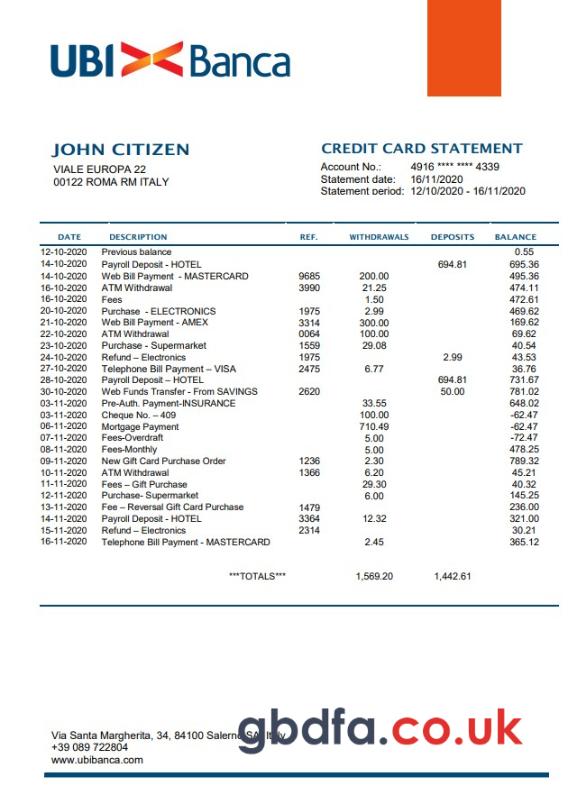 UBI Banca
JOHN CITIZEN
VIALE EUROPA 22
00122 ROMA RM ITALY
CREDIT CARD STATEMENT
Account No.: 4916 **** **** 4339
Statement date: 16/11/2020
Statement period: 12/10/2020 - 16/11/2020
DATE DESCRIPTION REF. WITHDRAWALS DEPOSITS BALANCE
12-10-2020 Previous balance 0.55
14-10-2020 Payroll Deposit - HOTEL 694.81 695.36
14-10-2020 Web Bill Payment - MASTERCARD 9685 200.00 495.36
16-10-2020 ATM Withdrawal 3990 21.25 474.11
16-10-2020 Fees 1.50 472.61
20-10-2020 Purchase - ELECTRONICS 1975 2.99 469.62
21-10-2020 Web Bill Payment - AMEX 3314 300.00 169.62
22-10-2020 ATM Withdrawal 0064 100.00 69.62
23-10-2020 Purchase - Supermarket 1559 29.08 40.54
24-10-2020 Refund – Electronics 1975 2.99 43.53
27-10-2020 Telephone Bill Payment – VISA 2475 6.77 36.76
28-10-2020 Payroll Deposit – HOTEL 694.81 731.67
30-10-2020 Web Funds Transfer - From SAVINGS 2620 50.00 781.02
03-11-2020 Pre-Auth. Payment-INSURANCE 33.55 648.02
03-11-2020 Cheque No. – 409 100.00 -62.47
06-11-2020 Mortgage Payment 710.49 -62.47
07-11-2020 Fees-Overdraft 5.00 -72.47
08-11-2020 Fees-Monthly 5.00 478.25
09-11-2020 New Gift Card Purchase Order 1236 2.30 789.32
10-11-2020 ATM Withdrawal 1366 6.20 45.21
11-11-2020 Fees – Gift Purchase 29.30 40.32
12-11-2020 Purchase- Supermarket 6.00 145.25
13-11-2020 Fee – Reversal Gift Card Purchase 1479 236.00
14-11-2020 Payroll Deposit - HOTEL 3364 12.32 321.00
15-11-2020 Refund – Electronics 2314 30.21
16-11-2020 Telephone Bill Payment - MASTERCARD 2.45 365.12
***TOTALS*** 1,569.20 1,442.61
Via Santa Margherita, 34, 84100 Salerno SA, Italy
+39 089 722804
www.ubibanca.com
gbdfa.co.uk